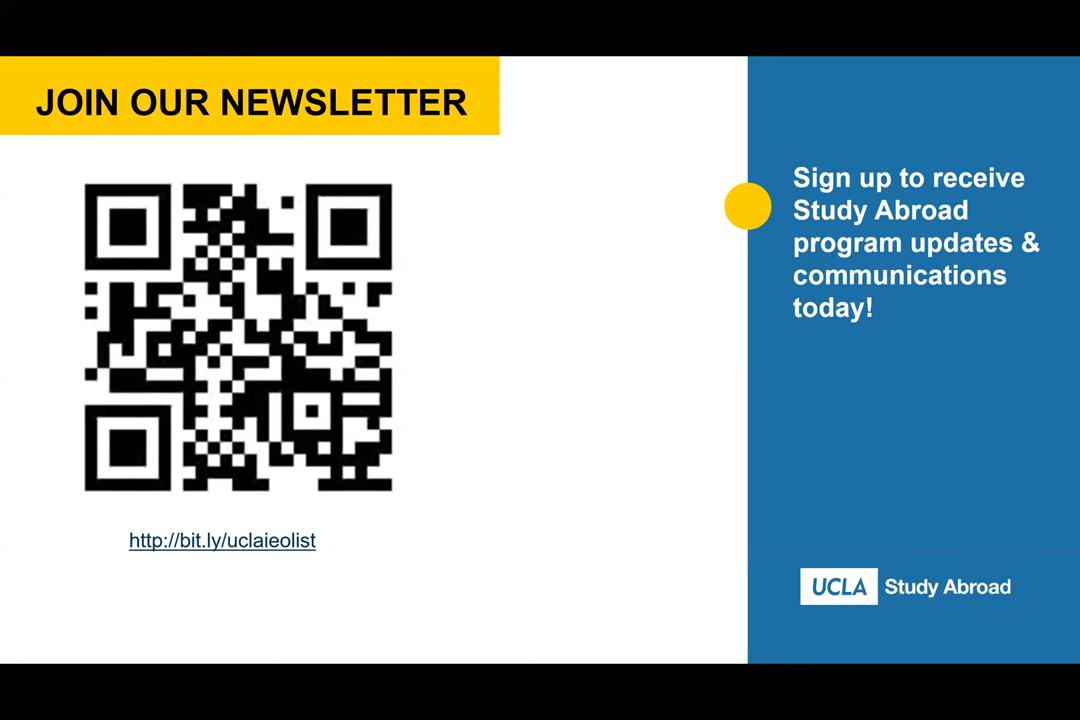 JOIN OUR NEWSLETTER
http://bit.ly/uclaieolist
Sign up to receive
Study Abroad
program updates &
communications
today!
UCLA Study Abroad